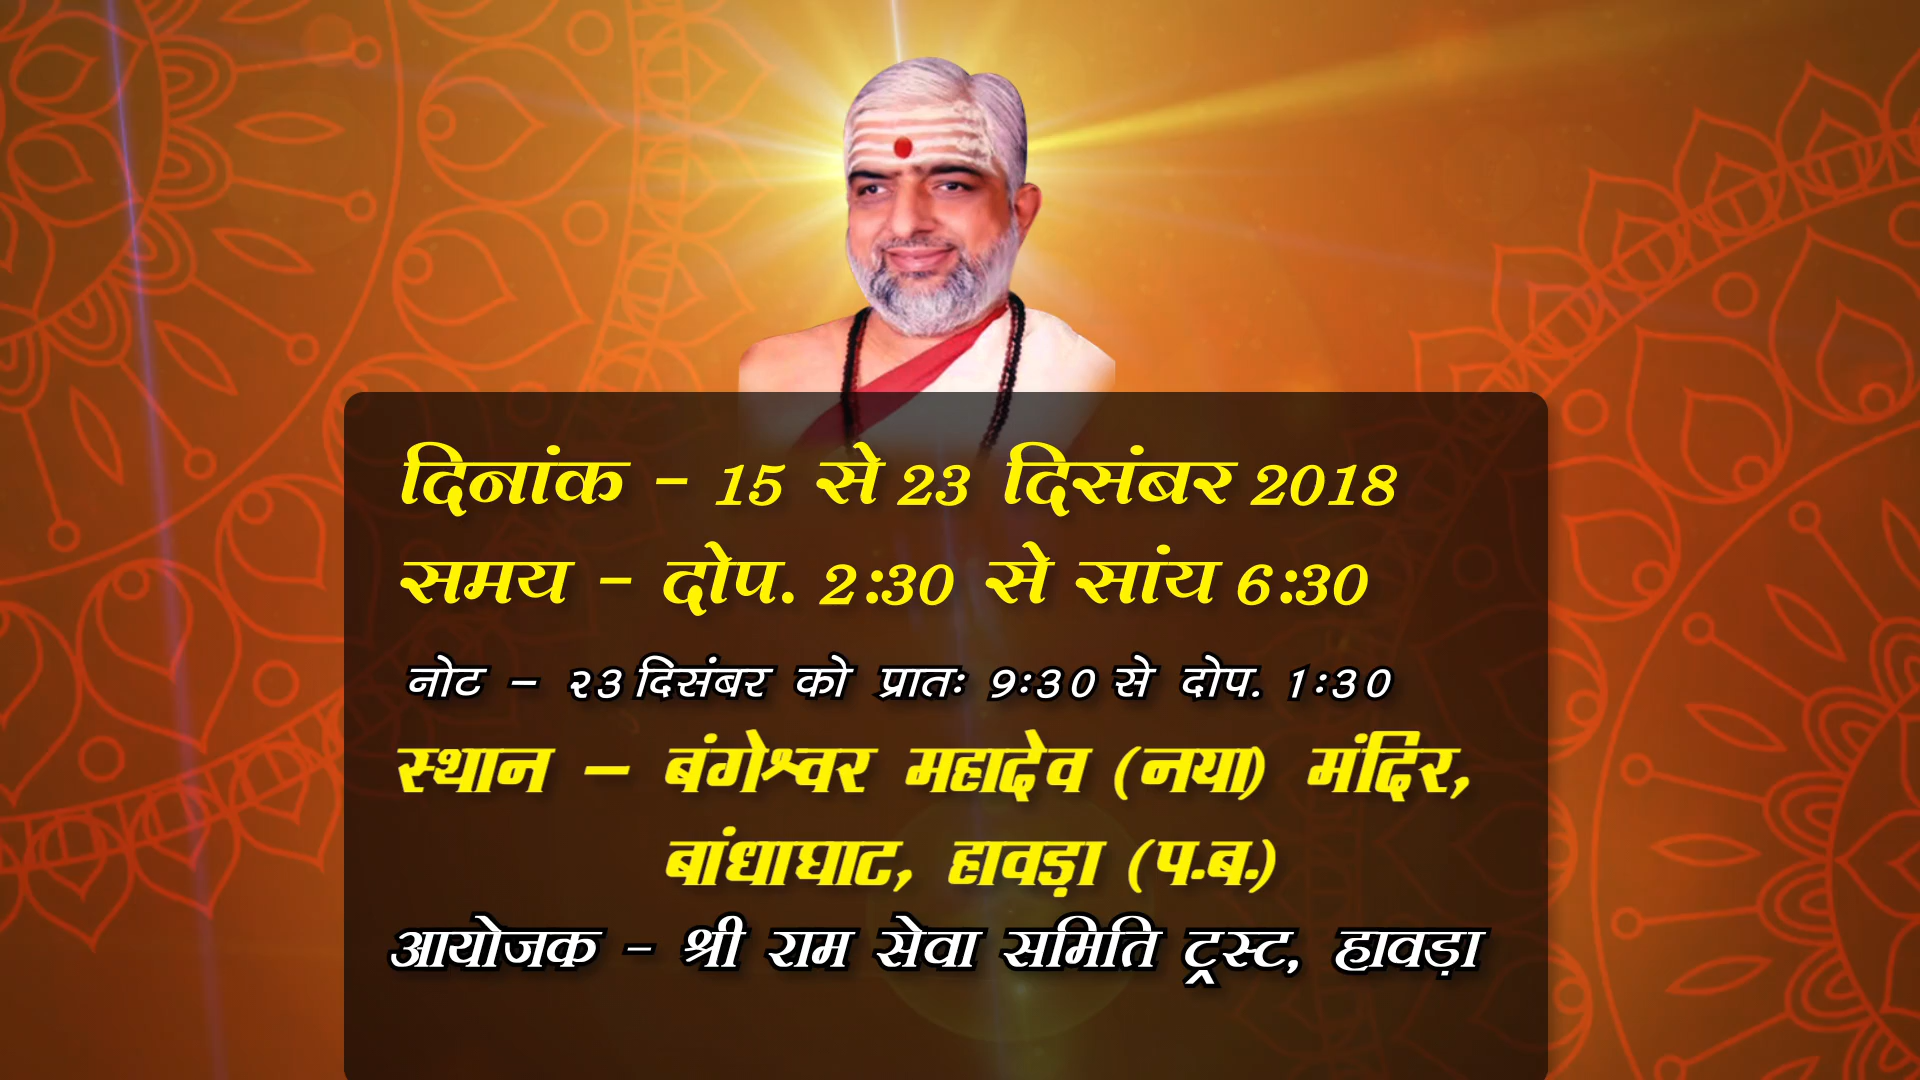 दिनांक - 15 से 23 दिसंबर 2018
समय - दोप. 2:30 से सांय 6:30
नोट - २३ दिसंबर को प्रातः 9:30 से दोप. 1:30
स्थान - बंगेश्वर महादेव (नया) मंदिर,
बांधाघाट, हावड़ा (प.ब.)
आयोजक - श्री राम सेवा समिति ट्रस्ट, हावड़ा